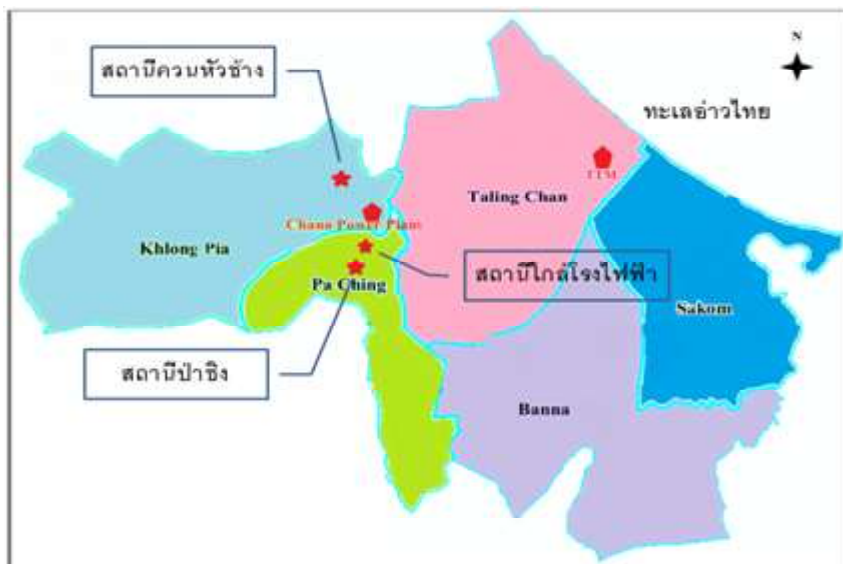 N
สถานีควนหัวช้าง
ทะเลอ่าวไทย
TTM
Taling Chan
Chana Power Plant
Khlong Pia
สถานีใกล้โรงไฟฟ้า
Pa Ching
Sakom
สถานีป่าชิง
Banna